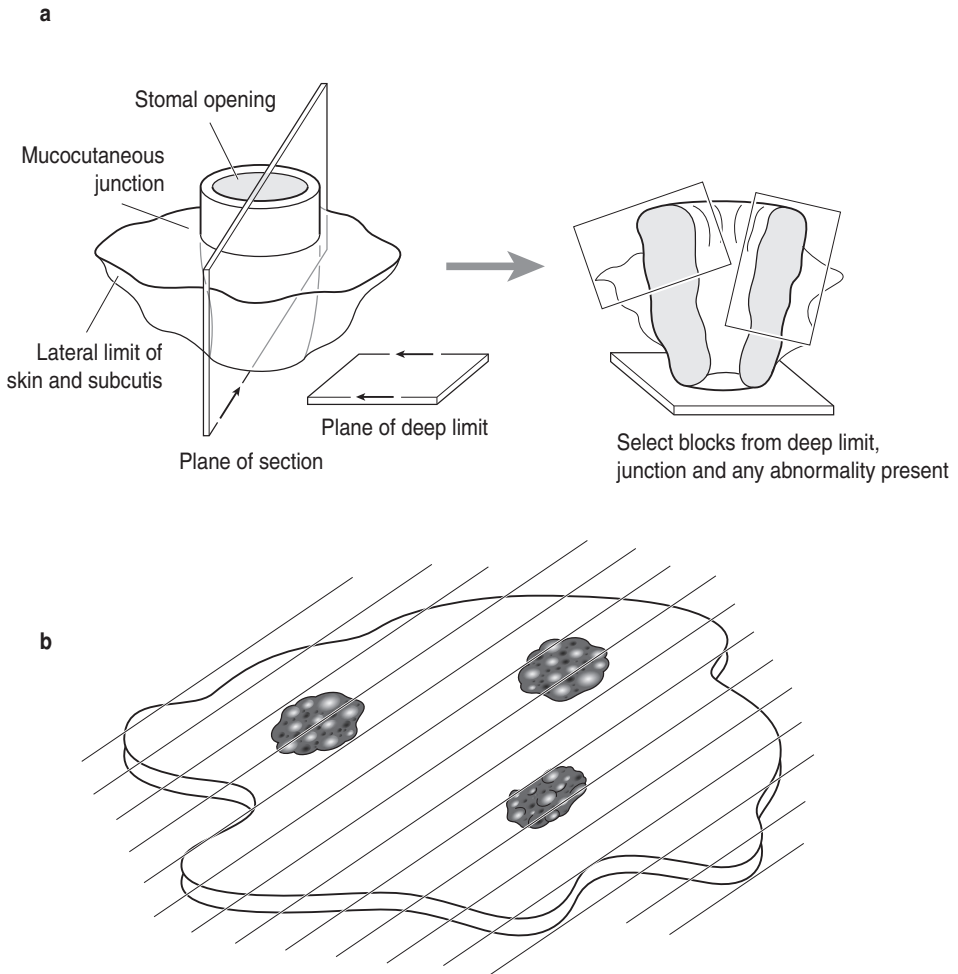 a
Stomal opening
Mucocutaneous
junction
Lateral limit of
skin and subcutis
Plane of deep limit
Plane of section
Select blocks from deep limit,
junction and any abnormality present
b